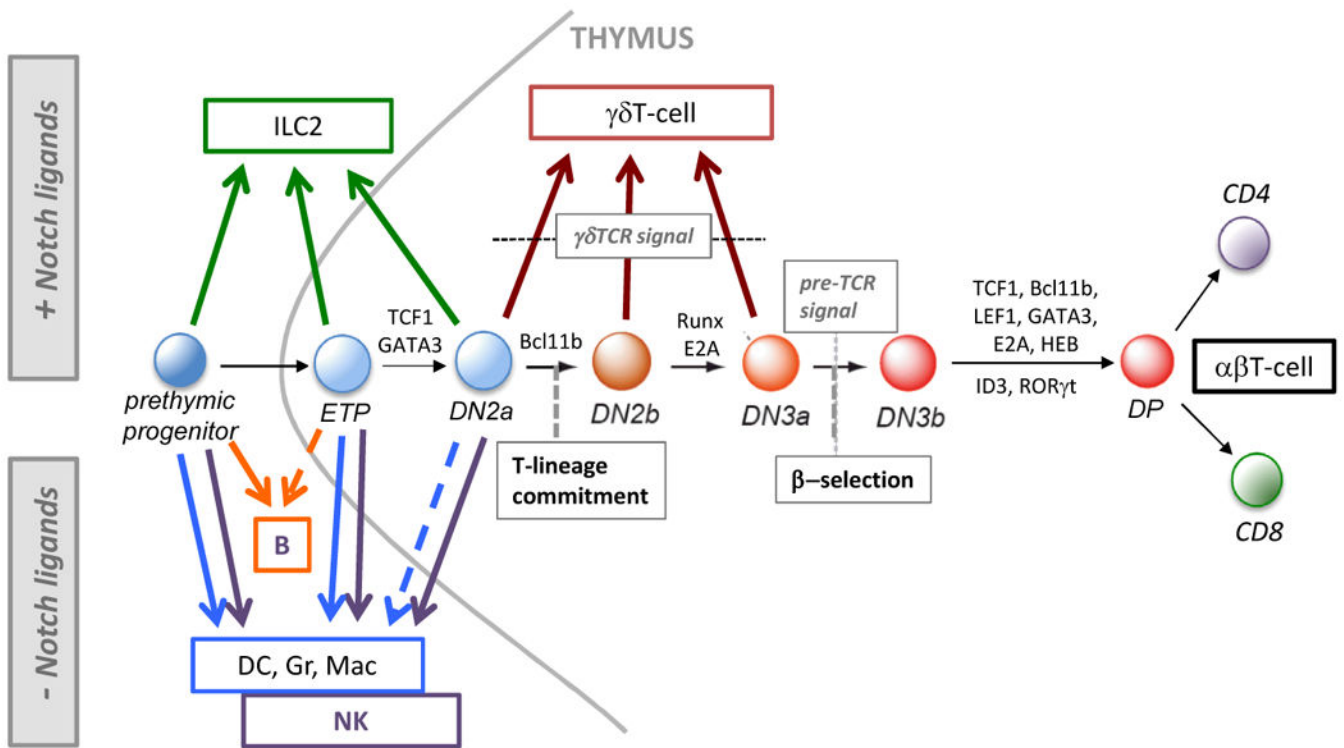 THYMUS
+ Notch ligands
ILC2
γδT-cell
γδTCR signal
CD4
pre-TCR
signal
TCF1, Bcl11b,
LEF1, GATA3,
E2A, HEB
TCF1
GATA3
Bcl11b
Runx
E2A
αβT-cell
ID3, RORγt
prethymic
progenitor
ETP
DN2a
DN2b
DN3a
DN3b
DP
T-lineage
commitment
β–selection
CD8
- Notch ligands
B
DC, Gr, Mac
NK